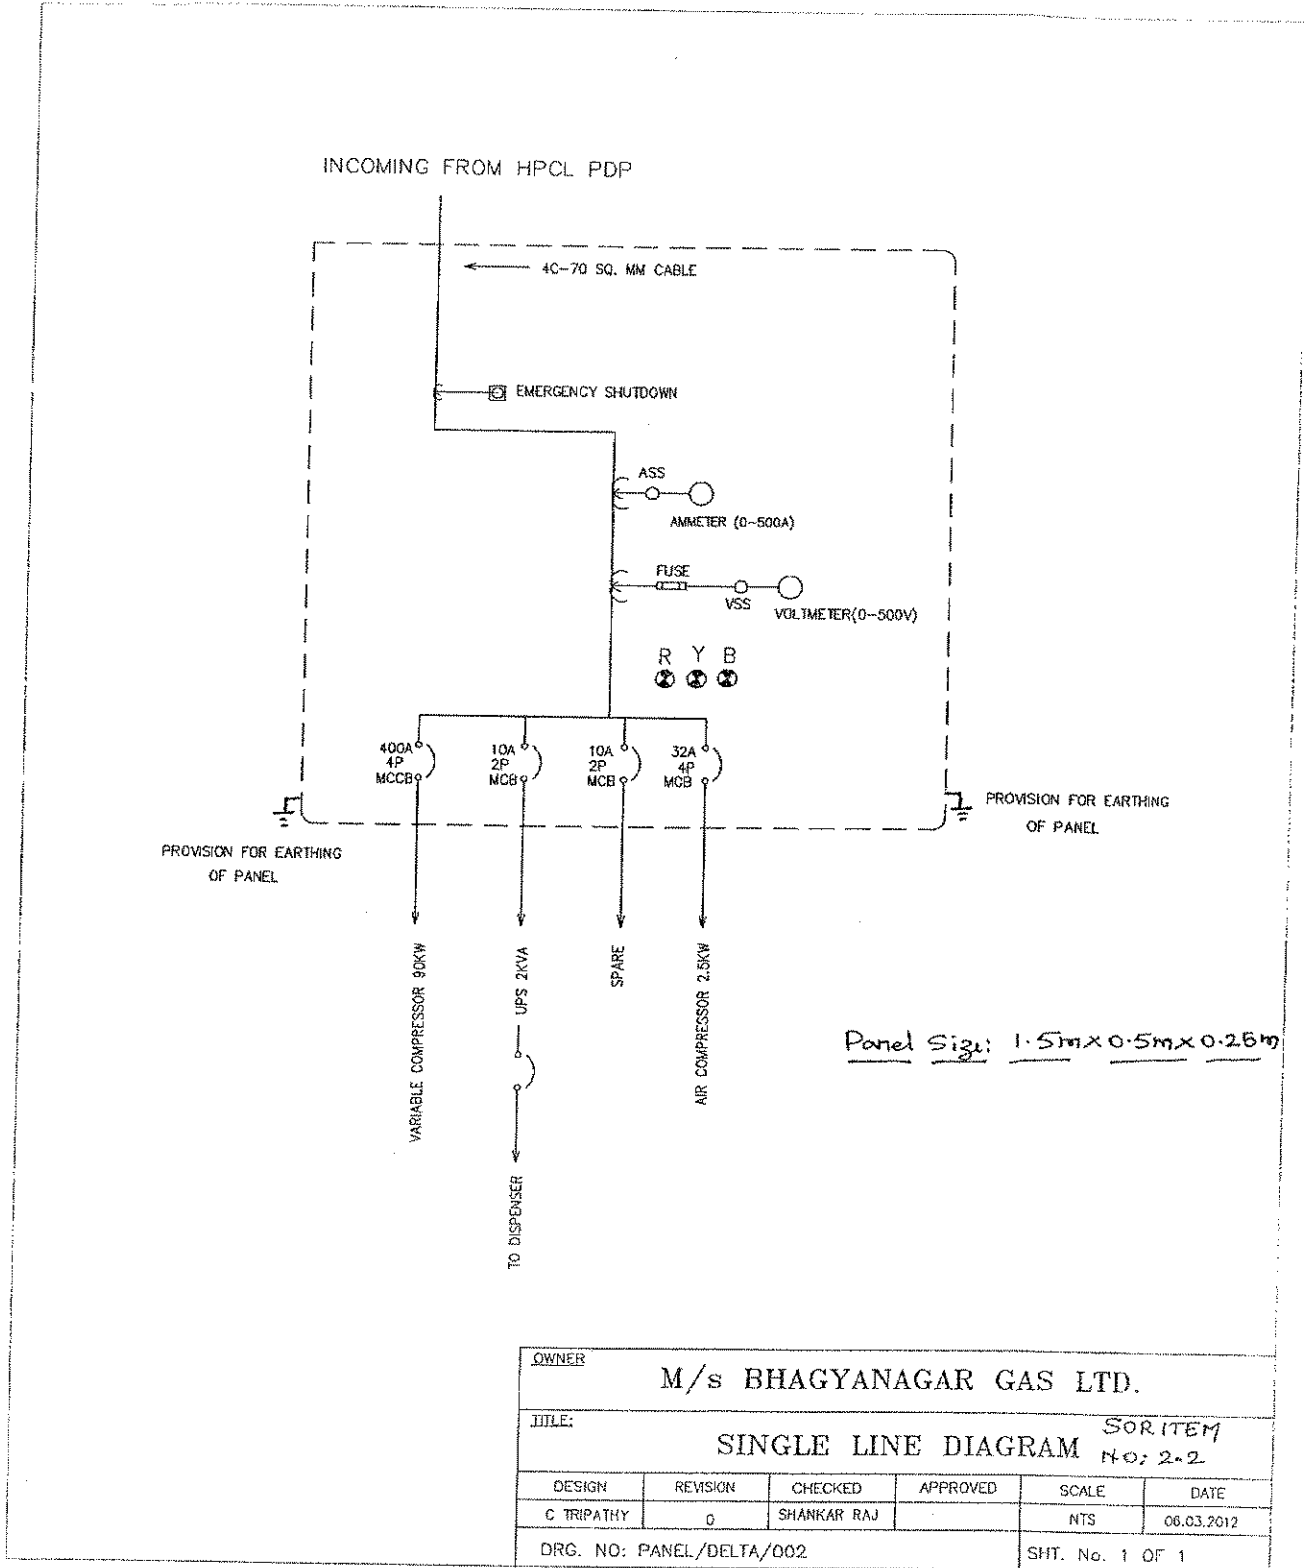 INCOMING FROM HPCL PDP
4C-70 SQ. MM CABLE
EMERGENCY SHUTDOWN
ASS
AMMETER (0-500A)
FUSE
VSS
VOLTMETER(0-500V)
R Y B
400A
4P
MCCB
10A
2P
MCB
10A
2P
MCB
32A
4P
MCB
PROVISION FOR EARTHING
OF PANEL
PROVISION FOR EARTHING
OF PANEL
VARIABLE COMPRESSOR 90KW
UPS 2KVA
TO DISPENSER
SPARE
AIR COMPRESSOR 2.5KW
Panel Size: 1.5m x 0.5m x 0.25m
OWNER
M/s BHAGYANAGAR GAS LTD.
TITLE:
SINGLE LINE DIAGRAM
SOR ITEM
NO: 2.2
DESIGN REVISION CHECKED APPROVED SCALE DATE
C TRIPATHY 0 SHANKAR RAJ NTS 06.03.2012
DRG. NO: PANEL/DELTA/002 SHT. No. 1 OF 1